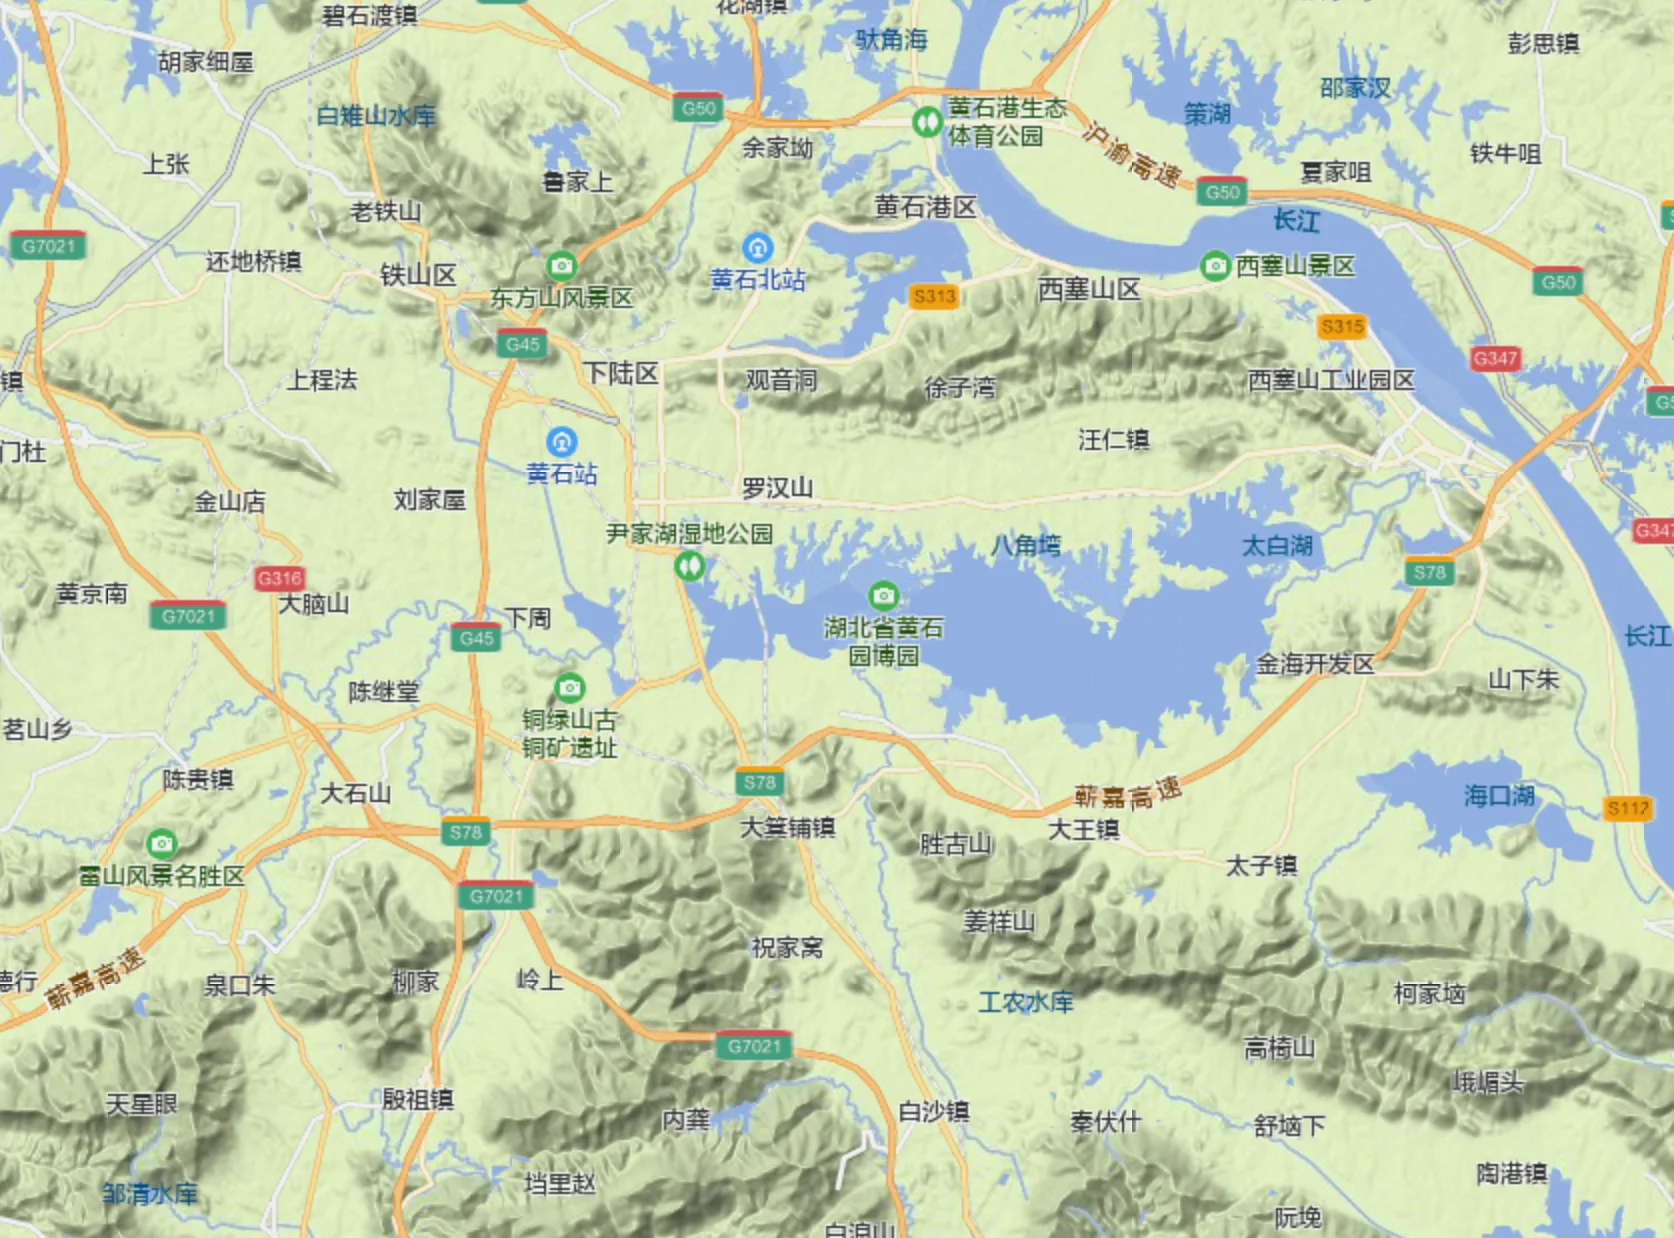 碧石渡镇
花湖镇
驮角海
彭思镇
胡家细屋
邵家汊
白雉山水库
G50
黄石港生态
体育公园
策湖
沪渝高速
余家坳
铁牛咀
上张
鲁家上
夏家咀
G50
老铁山
黄石港区
长江
G7021
还地桥镇
铁山区
黄石北站
西塞山景区
东方山风景区
S313
西塞山区
G50
S315
G45
下陆区
G347
镇
上程法
观音洞
徐子湾
西塞山工业园区
汪仁镇
门杜
黄石站
罗汉山
金山店
刘家屋
尹家湖湿地公园
八角塆
太白湖
G347
G316
S78
黄京南
大脑山
G7021
下周
湖北省黄石
园博园
G45
长江
金海开发区
山下朱
陈继堂
铜绿山古
铜矿遗址
茗山乡
陈贵镇
大石山
S78
蕲嘉高速
海口湖
S112
S78
大箕铺镇
大王镇
胜古山
雷山风景名胜区
太子镇
G7021
姜祥山
祝家窝
蕲嘉高速
德行
泉口朱
柳家
岭上
工农水库
柯家垴
G7021
高椅山
峨嵋头
天星眼
殷祖镇
内龚
白沙镇
秦伏什
舒垴下
邹清水库
垱里赵
陶港镇
白浪山
阮垸